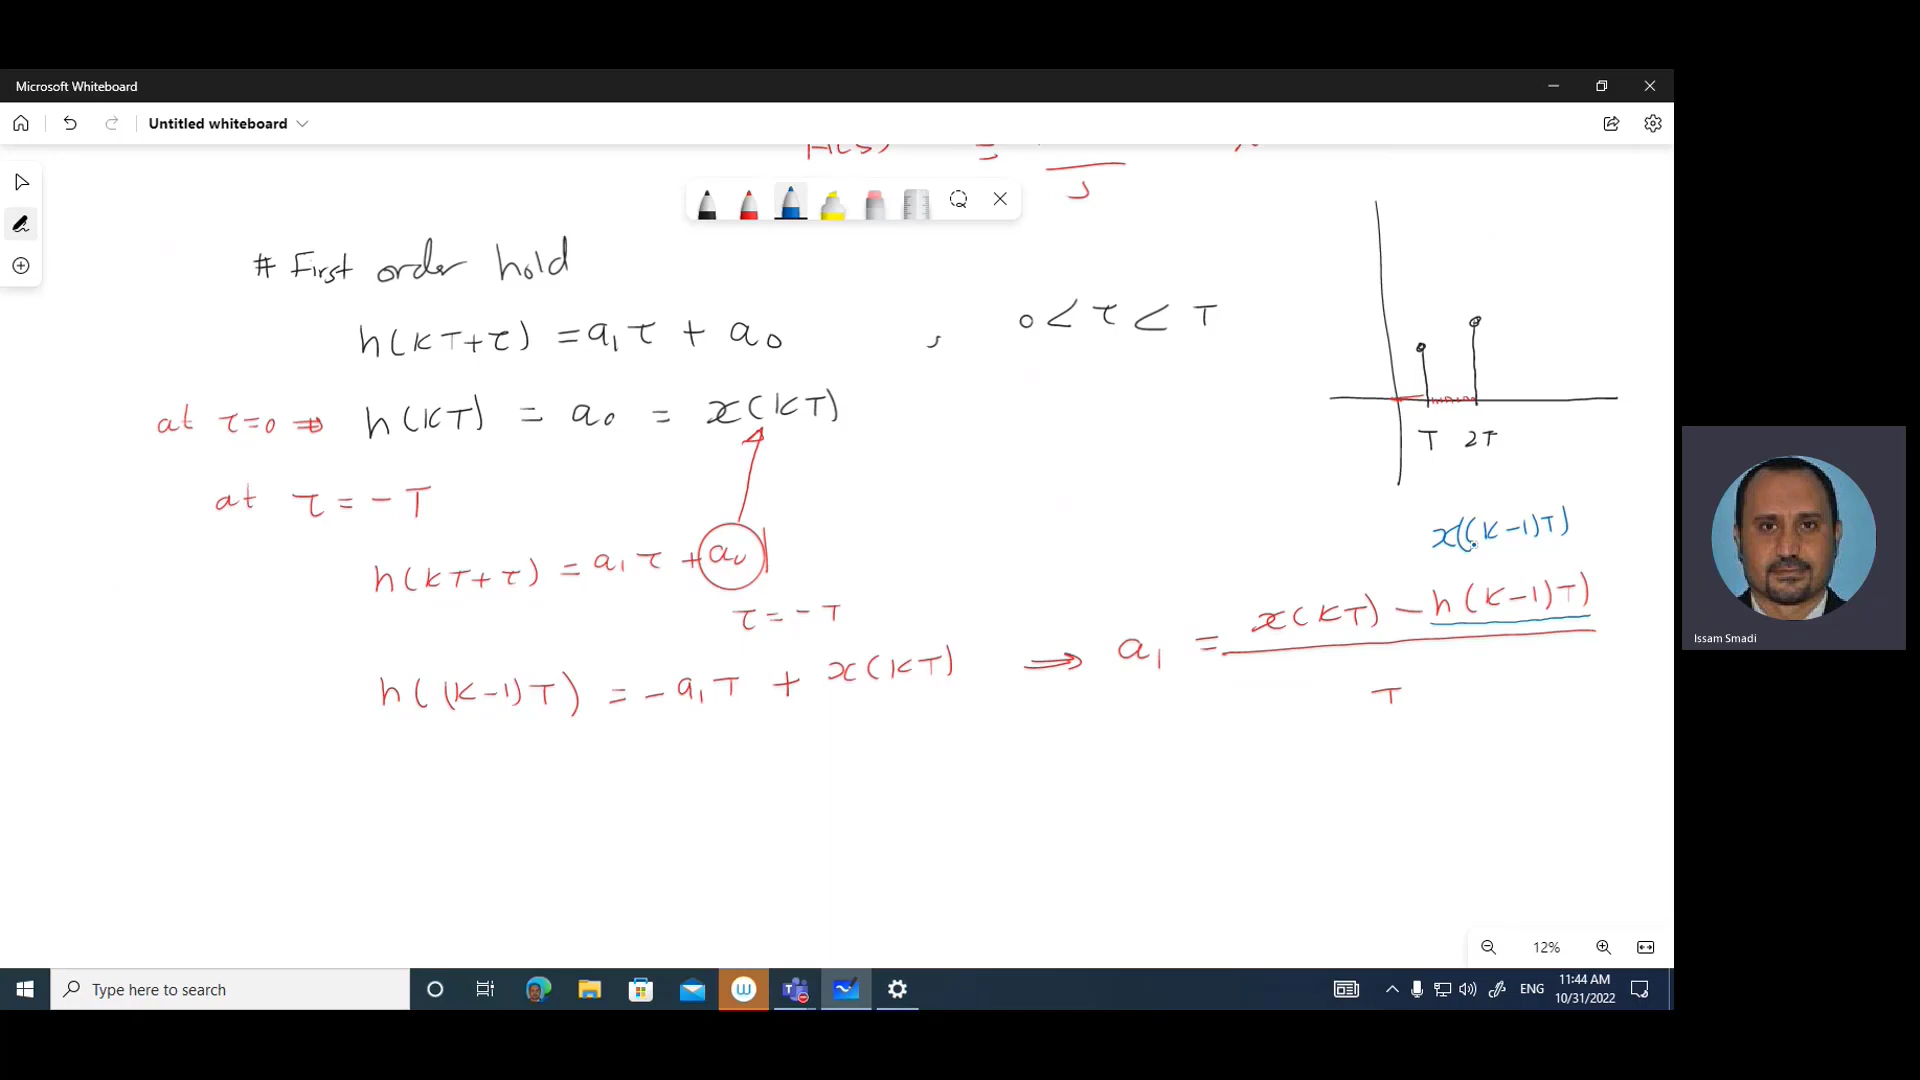 Microsoft Whiteboard
Untitled whiteboard
# First order hold
h(kT+τ) = a₁τ + a₀ , 0 < τ < T
at τ=0 ⇒ h(kT) = a₀ = x(kT)
T 2T
at τ = -T
x((k-1)T)
h(kT+τ) = a₁τ + a₀|
τ = -T
h((k-1)T) = -a₁T + x(kT) ⇒ a₁ = x(kT) - h(k-1)T)
T
Issam Smadi
12%
Type here to search
W
ENG
11:44 AM
10/31/2022